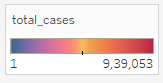 total_cases
1 9,39,053